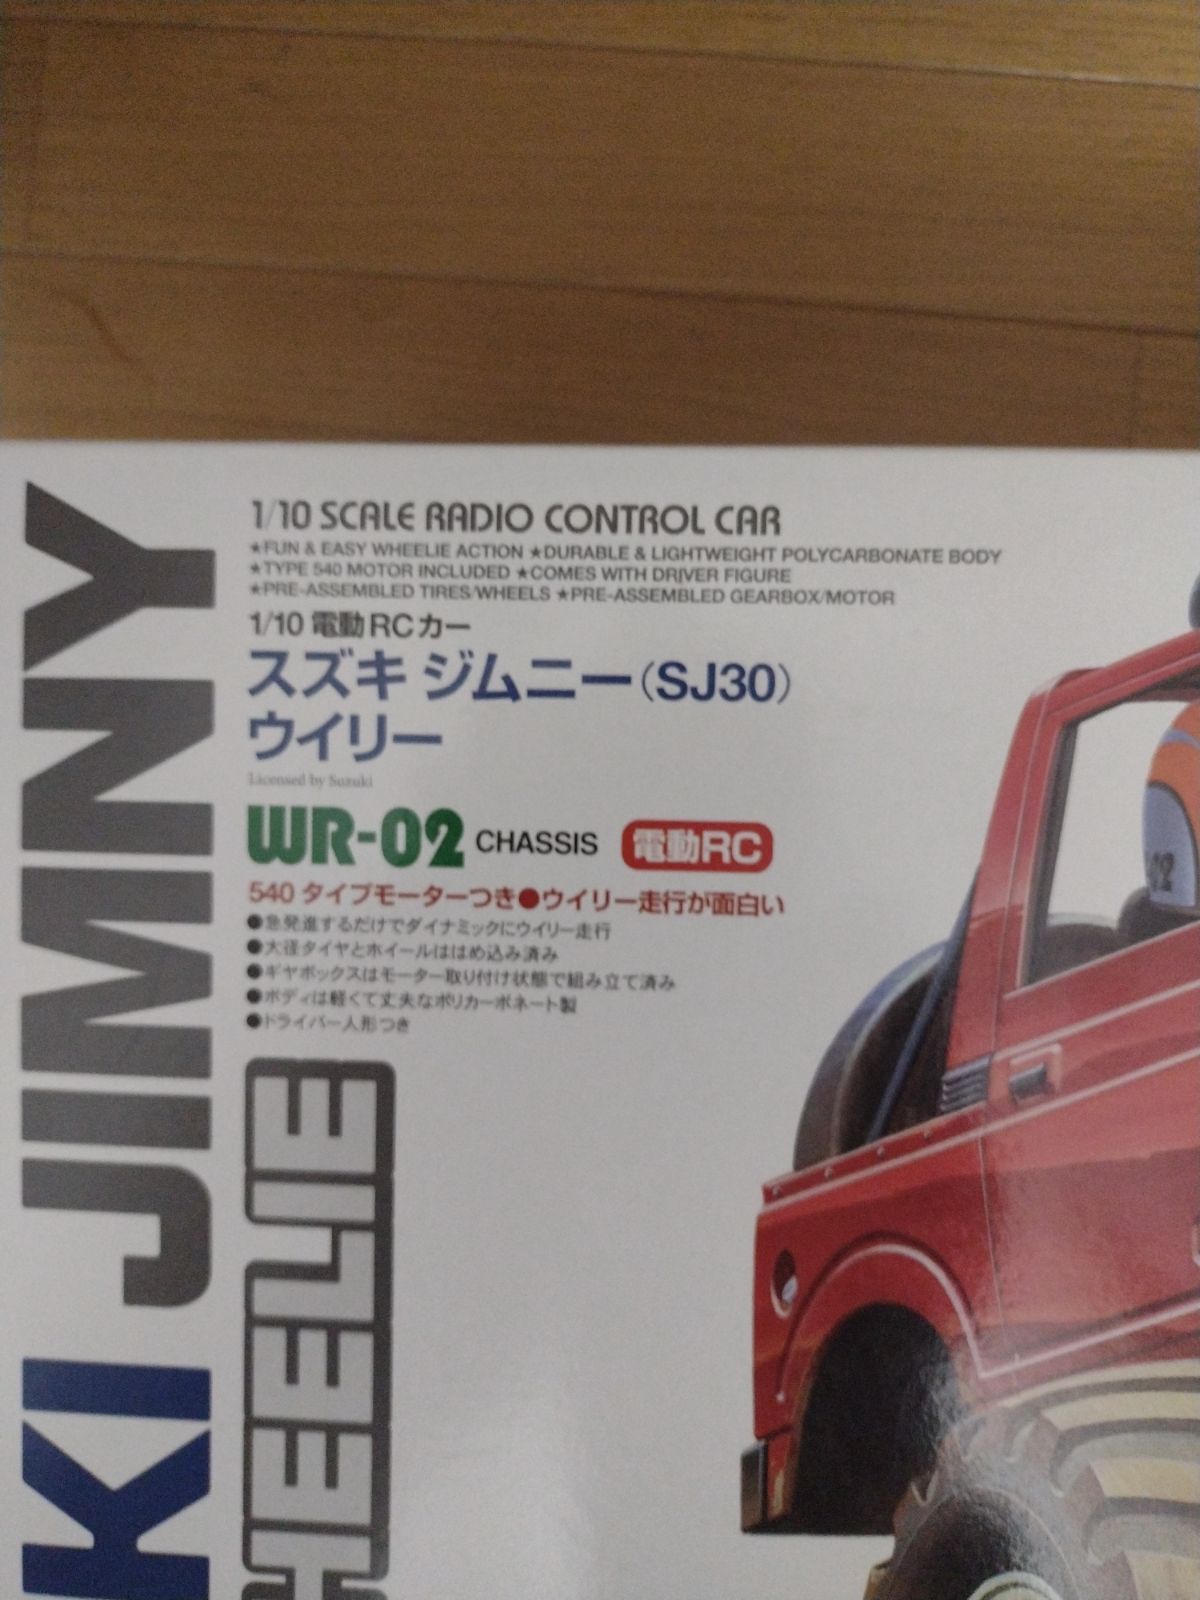 1/10 SCALE RADIO CONTROL CAR
★FUN & EASY WHEELIE ACTION ★DURABLE & LIGHTWEIGHT POLYCARBONATE BODY
★TYPE 540 MOTOR INCLUDED ★COMES WITH DRIVER FIGURE
★PRE-ASSEMBLED TIRES/WHEELS ★PRE-ASSEMBLED GEARBOX/MOTOR
1/10 電動RCカー
スズキ ジムニー(SJ30)
ウイリー
Licensed by Suzuki
WR-02 CHASSIS 電動RC
540 タイプモーターつき●ウイリー走行が面白い
●急発進するだけでダイナミックにウイリー走行
●大径タイヤとホイールははめ込み済み
●ギヤボックスはモーター取り付け状態で組み立て済み
●ボディは軽くて丈夫なポリカーボネート製
●ドライバー人形つき
KI JIMNY
HEELIE